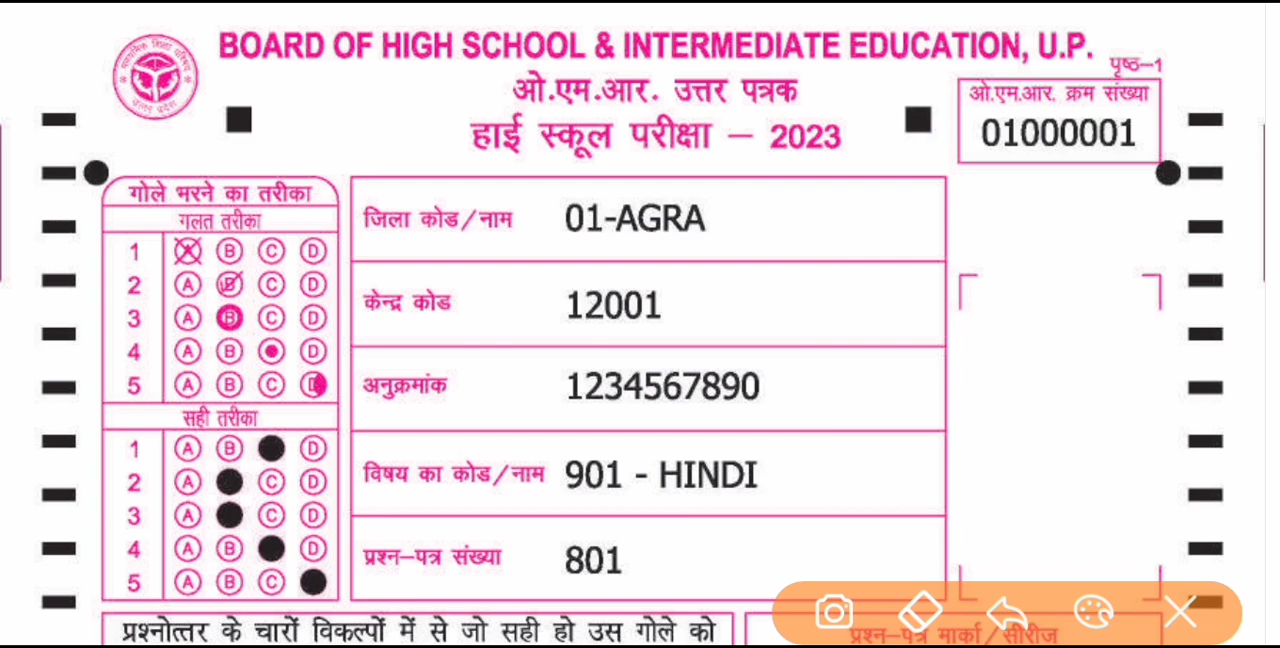 BOARD OF HIGH SCHOOL & INTERMEDIATE EDUCATION, U.P.
पृष्ठ-1
ओ.एम.आर. उत्तर पत्रक
हाई स्कूल परीक्षा – 2023
ओ.एम.आर. क्रम संख्या
01000001
गोले भरने का तरीका
गलत तरीका
1 A B C D
2 A B C D
3 A B C D
4 A B D
5 A B C D
सही तरीका
1 A B D
2 A C D
3 A C D
4 A B D
5 A B C
जिला कोड/नाम 01-AGRA
केन्द्र कोड 12001
अनुक्रमांक 1234567890
विषय का कोड/नाम 901 - HINDI
प्रश्न–पत्र संख्या 801
प्रश्नोत्तर के चारों विकल्पों में से जो सही हो उस गोले को
प्रश्न–पत्र मार्का/सीरीज